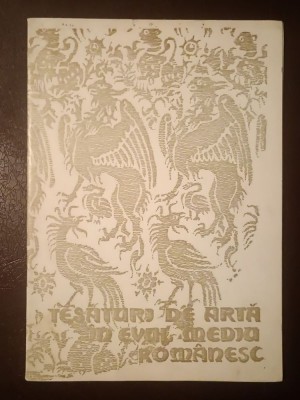 ȚESĂTURI DE ARTĂ
ÎN EVUL MEDIU
ROMÂNESC